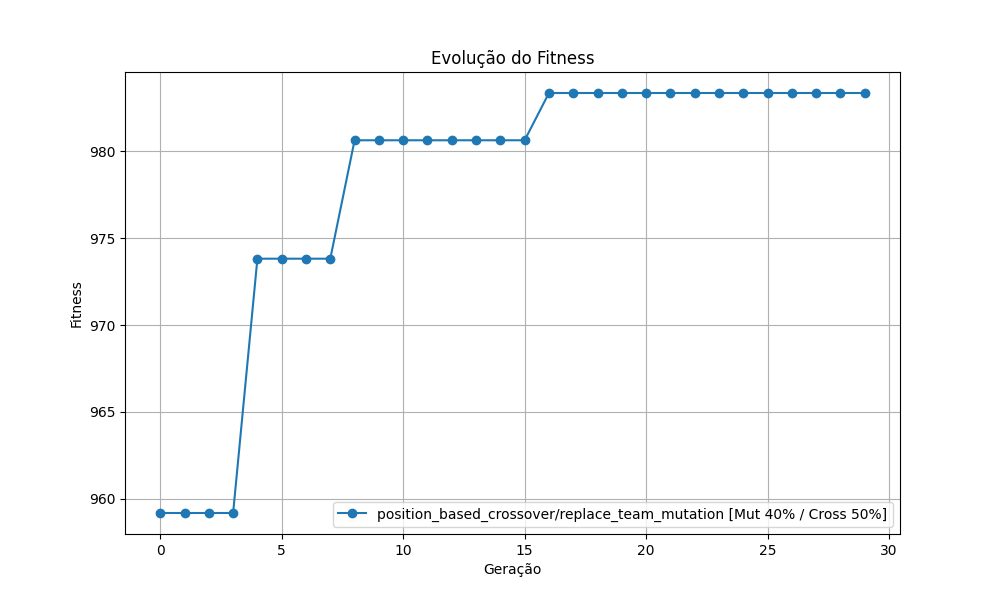 Evolução do Fitness
Fitness
980
975
970
965
960
position_based_crossover/replace_team_mutation [Mut 40% / Cross 50%]
0 5 10 15 20 25 30
Geração